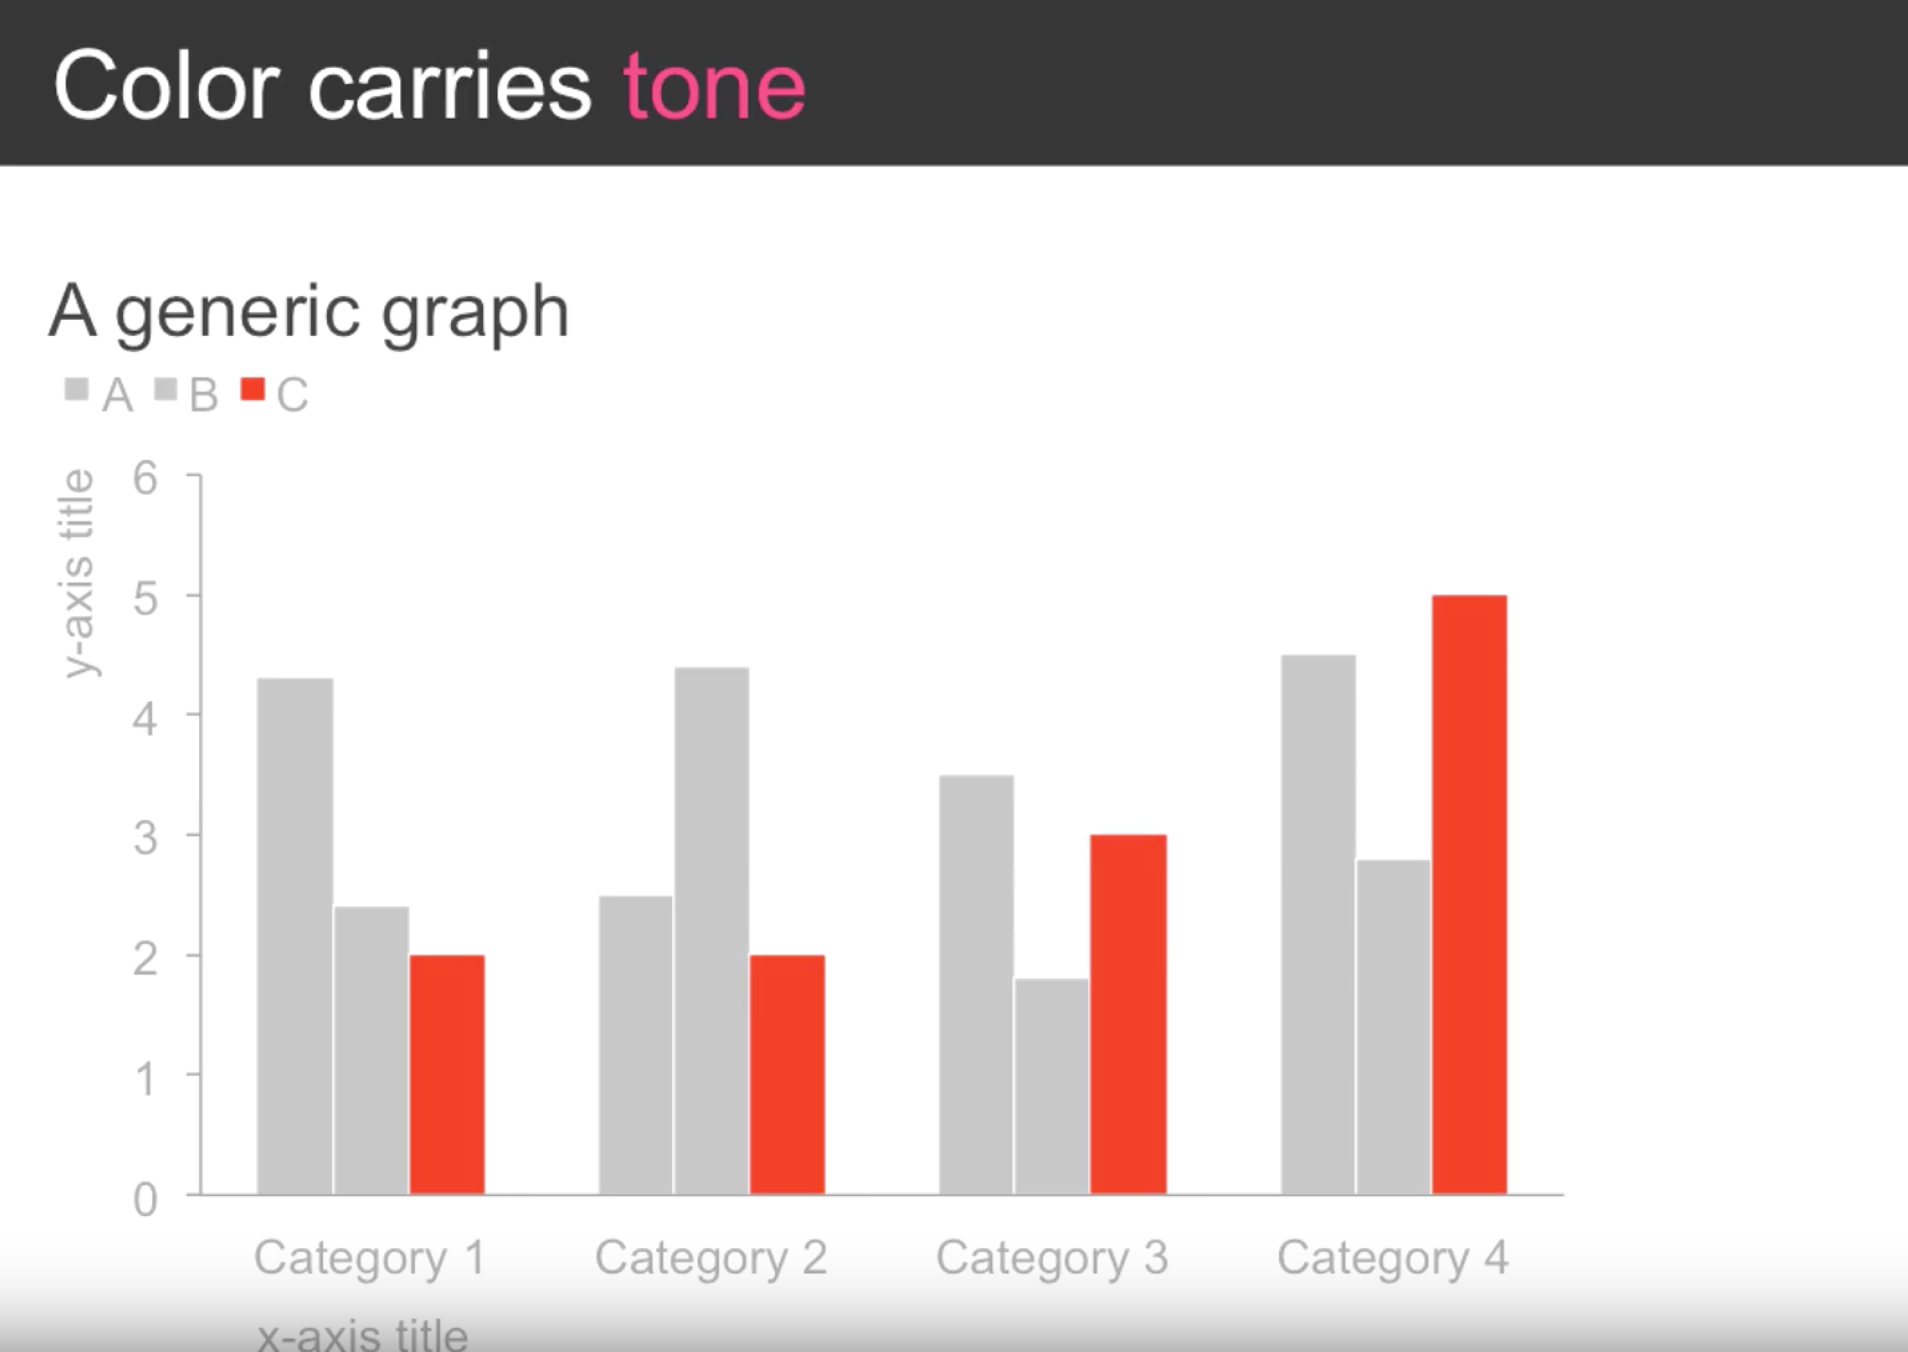 Color carries tone
A generic graph
A B C
y-axis title
6
5
4
3
2
1
0
Category 1 Category 2 Category 3 Category 4
x-axis title